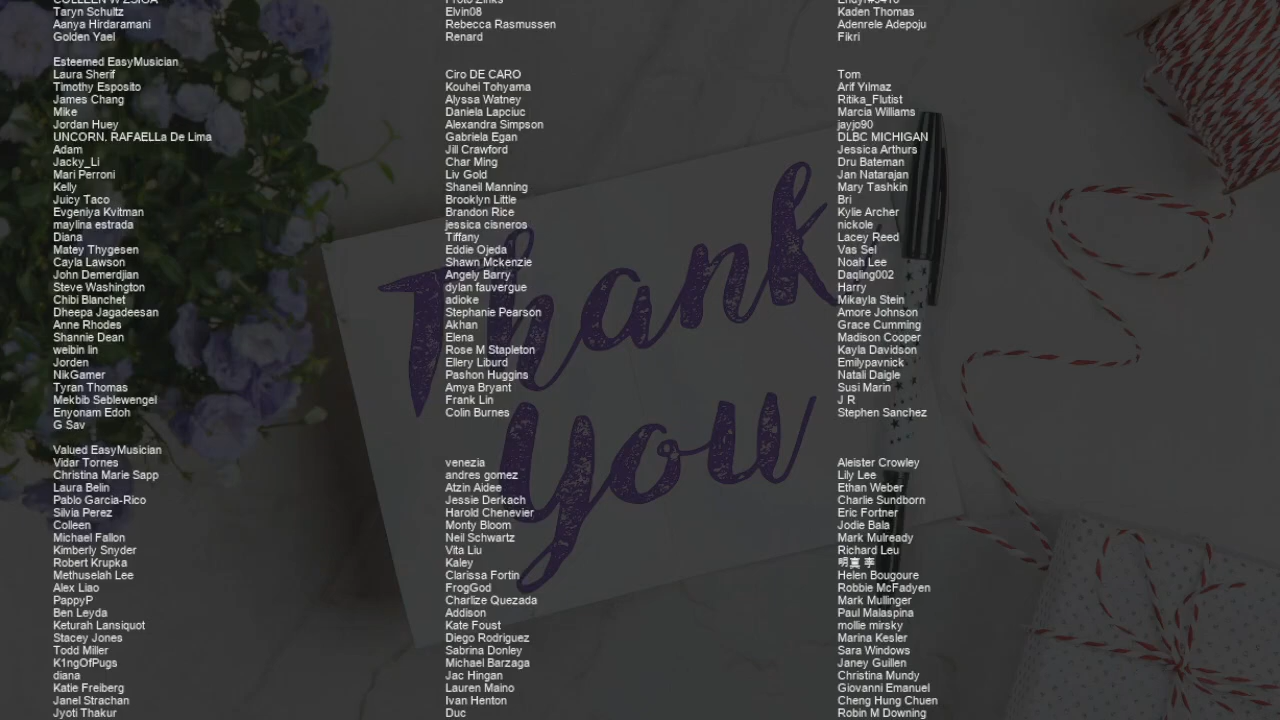 Taryn Schultz
Aanya Hirdaramani
Golden Yael
Elvin08
Rebecca Rasmussen
Renard
Kaden Thomas
Aderrele Adepoju
Fikri
Esteemed EasyMusician
Laura Sherif
Timothy Esposito
James Chang
Mike
Jordan Huey
UNCORN. RAFAELLa De Lima
Adam
Jacky_Li
Mari Perroni
Kelly
Juicy Taco
Evgeniya Kvitman
maylina estrada
Diana
Matey Thygesen
Cayla Lawson
John Demerdjian
Steve Washington
Chibi Blanchet
Dheepa Jagadeesan
Anne Rhodes
Shannie Dean
weibin lin
Jorden
NikGamer
Tyran Thomas
Mekbib Seblewengel
Enyonam Edoh
G Sav
Ciro DE CARO
Kouhei Tohyama
Alyssa Watney
Daniela Lapciuc
Alexandra Simpson
Gabriela Egan
Jill Crawford
Char Ming
Liv Gold
Shaneil Manning
Brooklyn Little
Brandon Rice
jessica cisneros
Tiffany
Eddie Ojeda
Shawn Mckenzie
Angely Barry
dylan fauvergue
adioke
Stephanie Pearson
Akhan
Elena
Rose M Stapleton
Ellery Liburd
Pashon Huggins
Amya Bryant
Frank Lin
Colin Burnes
Tom
Arif Yılmaz
Ritika_Flutist
Marcia Williams
jayjo90
DLBC MICHIGAN
Jessica Arthurs
Dru Bateman
Jan Natarajan
Mary Tashkin
Bri
Kylie Archer
nickole
Lacey Reed
Vas Sel
Noah Lee
Daqling002
Harry
Mikayla Stein
Amore Johnson
Grace Cumming
Madison Cooper
Kayla Davidson
Emilypavnick
Natali Daigle
Susi Marin
J R
Stephen Sanchez
Valued EasyMusician
Vidar Tornes
Christina Marie Sapp
Laura Belin
Pablo Garcia-Rico
Silvia Perez
Colleen
Michael Fallon
Kimberly Snyder
Robert Krupka
Methuselah Lee
Alex Liao
PappyP
Ben Leyda
Keturah Lansiquot
Stacey Jones
Todd Miller
K1ngOfPugs
diana
Katie Freiberg
Janel Strachan
Jyoti Thakur
venezia
andres gomez
Atzin Aidee
Jessie Derkach
Harold Chenevier
Monty Bloom
Neil Schwartz
Vita Liu
Kaley
Clarissa Fortin
FrogGod
Charlize Quezada
Addison
Kate Foust
Diego Rodriguez
Sabrina Donley
Michael Barzaga
Jac Hingan
Lauren Maino
Ivan Henton
Duc
Aleister Crowley
Lily Lee
Ethan Weber
Charlie Sundborn
Eric Fortner
Jodie Bala
Mark Mulready
Richard Leu
明寘 李
Helen Bougoure
Robbie McFadyen
Mark Mullinger
Paul Malaspina
mollie mirsky
Marina Kesler
Sara Windows
Janey Guillen
Christina Mundy
Giovanni Emanuel
Cheng Hung Chuen
Robin M Downing
Thank
you